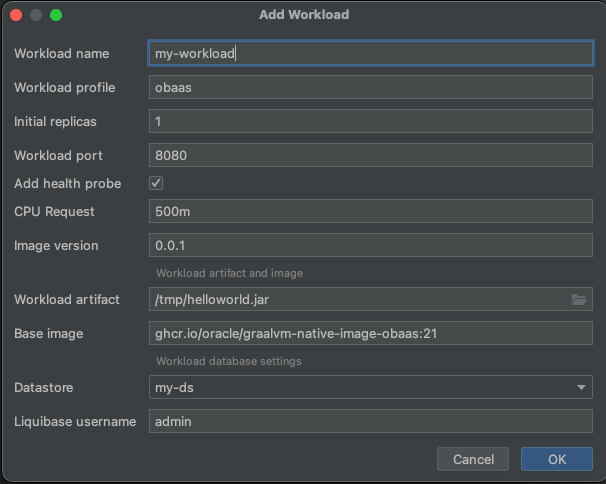 Add Workload
Workload name my-workload
Workload profile obaas
Initial replicas 1
Workload port 8080
Add health probe
CPU Request 500m
Image version 0.0.1
Workload artifact and image
Workload artifact /tmp/helloworld.jar
Base image ghcr.io/oracle/graalvm-native-image-obaas:21
Workload database settings
Datastore my-ds
Liquibase username admin
Cancel OK